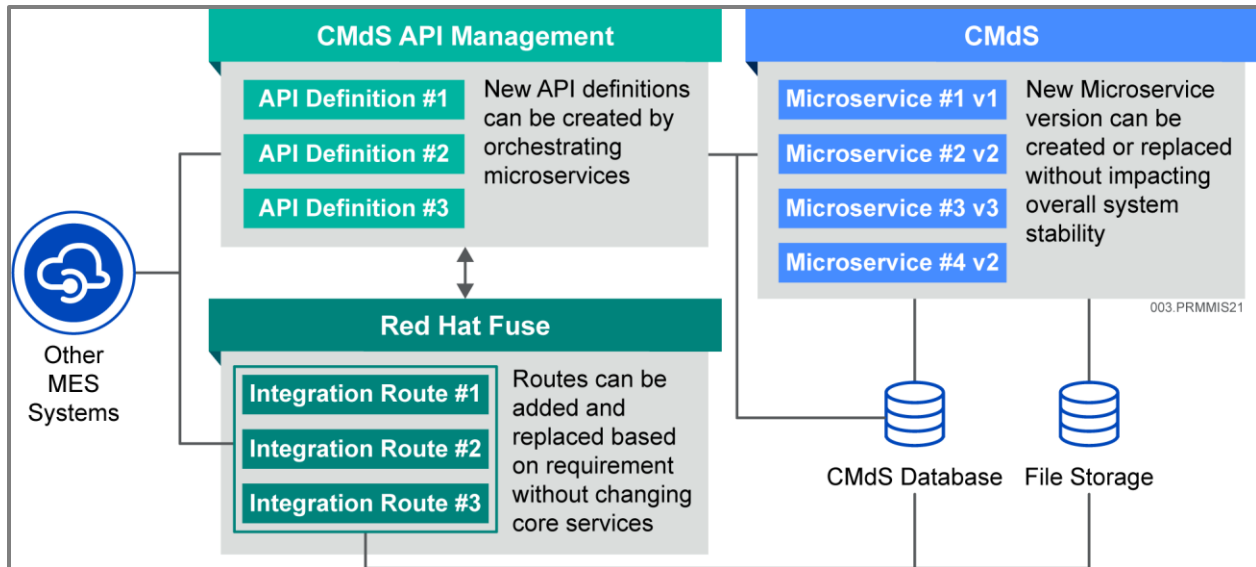 CMdS API Management
API Definition #1
API Definition #2
API Definition #3
New API definitions
can be created by
orchestrating
microservices
CMdS
Microservice #1 v1
Microservice #2 v2
Microservice #3 v3
Microservice #4 v2
New Microservice
version can be
created or replaced
without impacting
overall system
stability
003.PRMMIS21
Other
MES
Systems
Red Hat Fuse
Integration Route #1
Integration Route #2
Integration Route #3
Routes can be
added and
replaced based
on requirement
without changing
core services
CMdS Database
File Storage